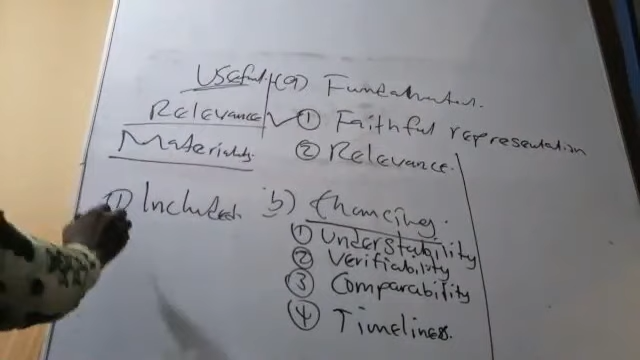 Useful
(a) Fundamental.
Relevance
① Faithful representation
Materiality.
② Relevance.
① Included
b) Enhancing.
① Understability
② Verifiability
③ Comparability
④ Timeliness.